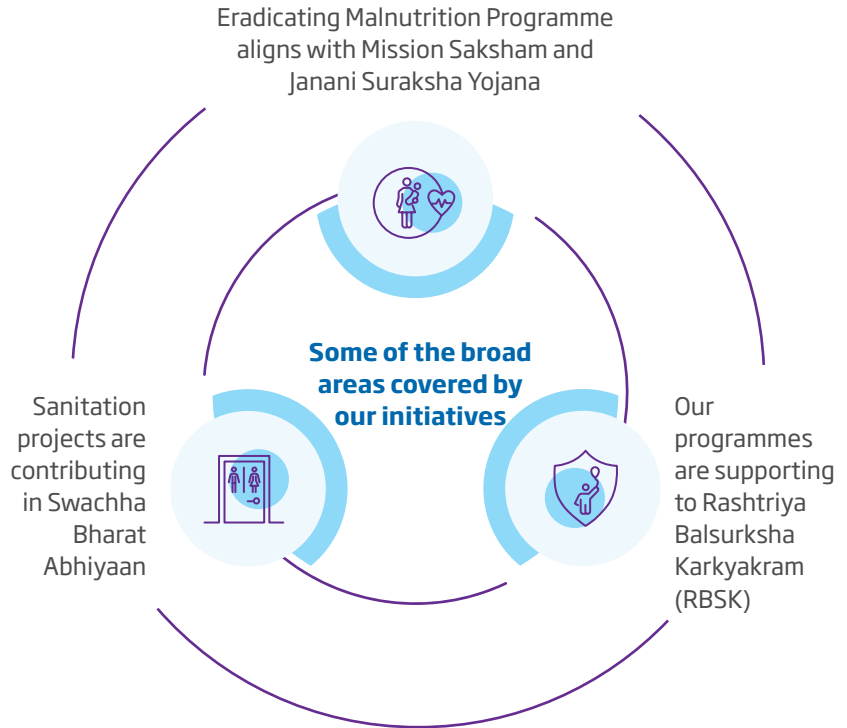 Eradicating Malnutrition Programme
aligns with Mission Saksham and
Janani Suraksha Yojana
Some of the broad
areas covered by
our initiatives
Sanitation
projects are
contributing
in Swachha
Bharat
Abhiyaan
Our
programmes
are supporting
to Rashtriya
Balsurksha
Karkyakram
(RBSK)